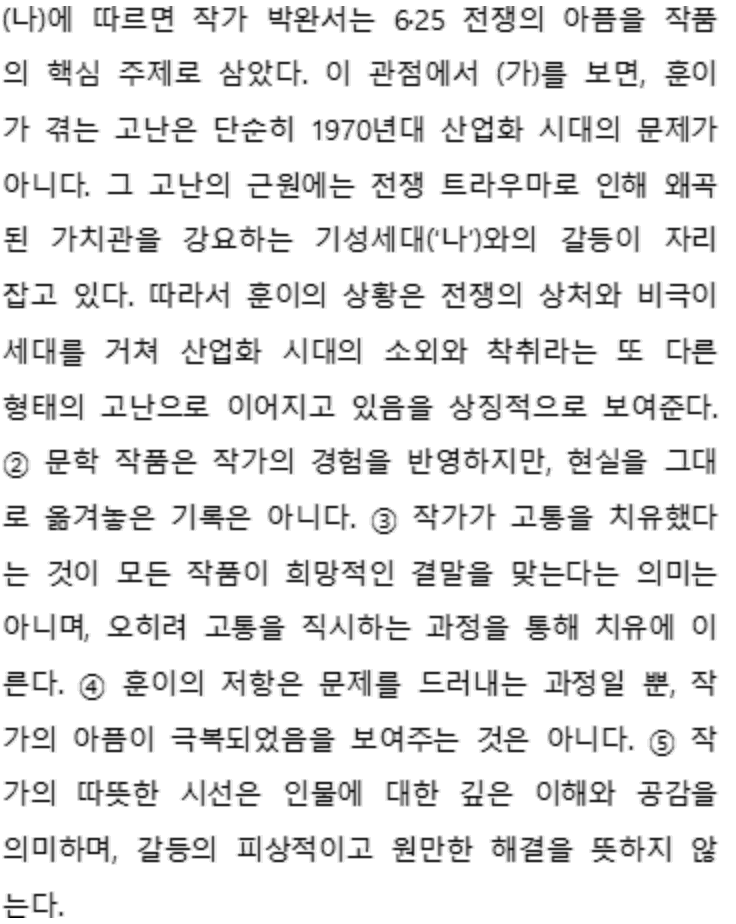 (나)에 따르면 작가 박완서는 6·25 전쟁의 아픔을 작품
의 핵심 주제로 삼았다. 이 관점에서 (가)를 보면, 훈이
가 겪는 고난은 단순히 1970년대 산업화 시대의 문제가
아니다. 그 고난의 근원에는 전쟁 트라우마로 인해 왜곡
된 가치관을 강요하는 기성세대('나')와의 갈등이 자리
잡고 있다. 따라서 훈이의 상황은 전쟁의 상처와 비극이
세대를 거쳐 산업화 시대의 소외와 착취라는 또 다른
형태의 고난으로 이어지고 있음을 상징적으로 보여준다.
② 문학 작품은 작가의 경험을 반영하지만, 현실을 그대
로 옮겨놓은 기록은 아니다. ③ 작가가 고통을 치유했다
는 것이 모든 작품이 희망적인 결말을 맞는다는 의미는
아니며, 오히려 고통을 직시하는 과정을 통해 치유에 이
른다. ④ 훈이의 저항은 문제를 드러내는 과정일 뿐, 작
가의 아픔이 극복되었음을 보여주는 것은 아니다. ⑤ 작
가의 따뜻한 시선은 인물에 대한 깊은 이해와 공감을
의미하며, 갈등의 피상적이고 원만한 해결을 뜻하지 않
는다.